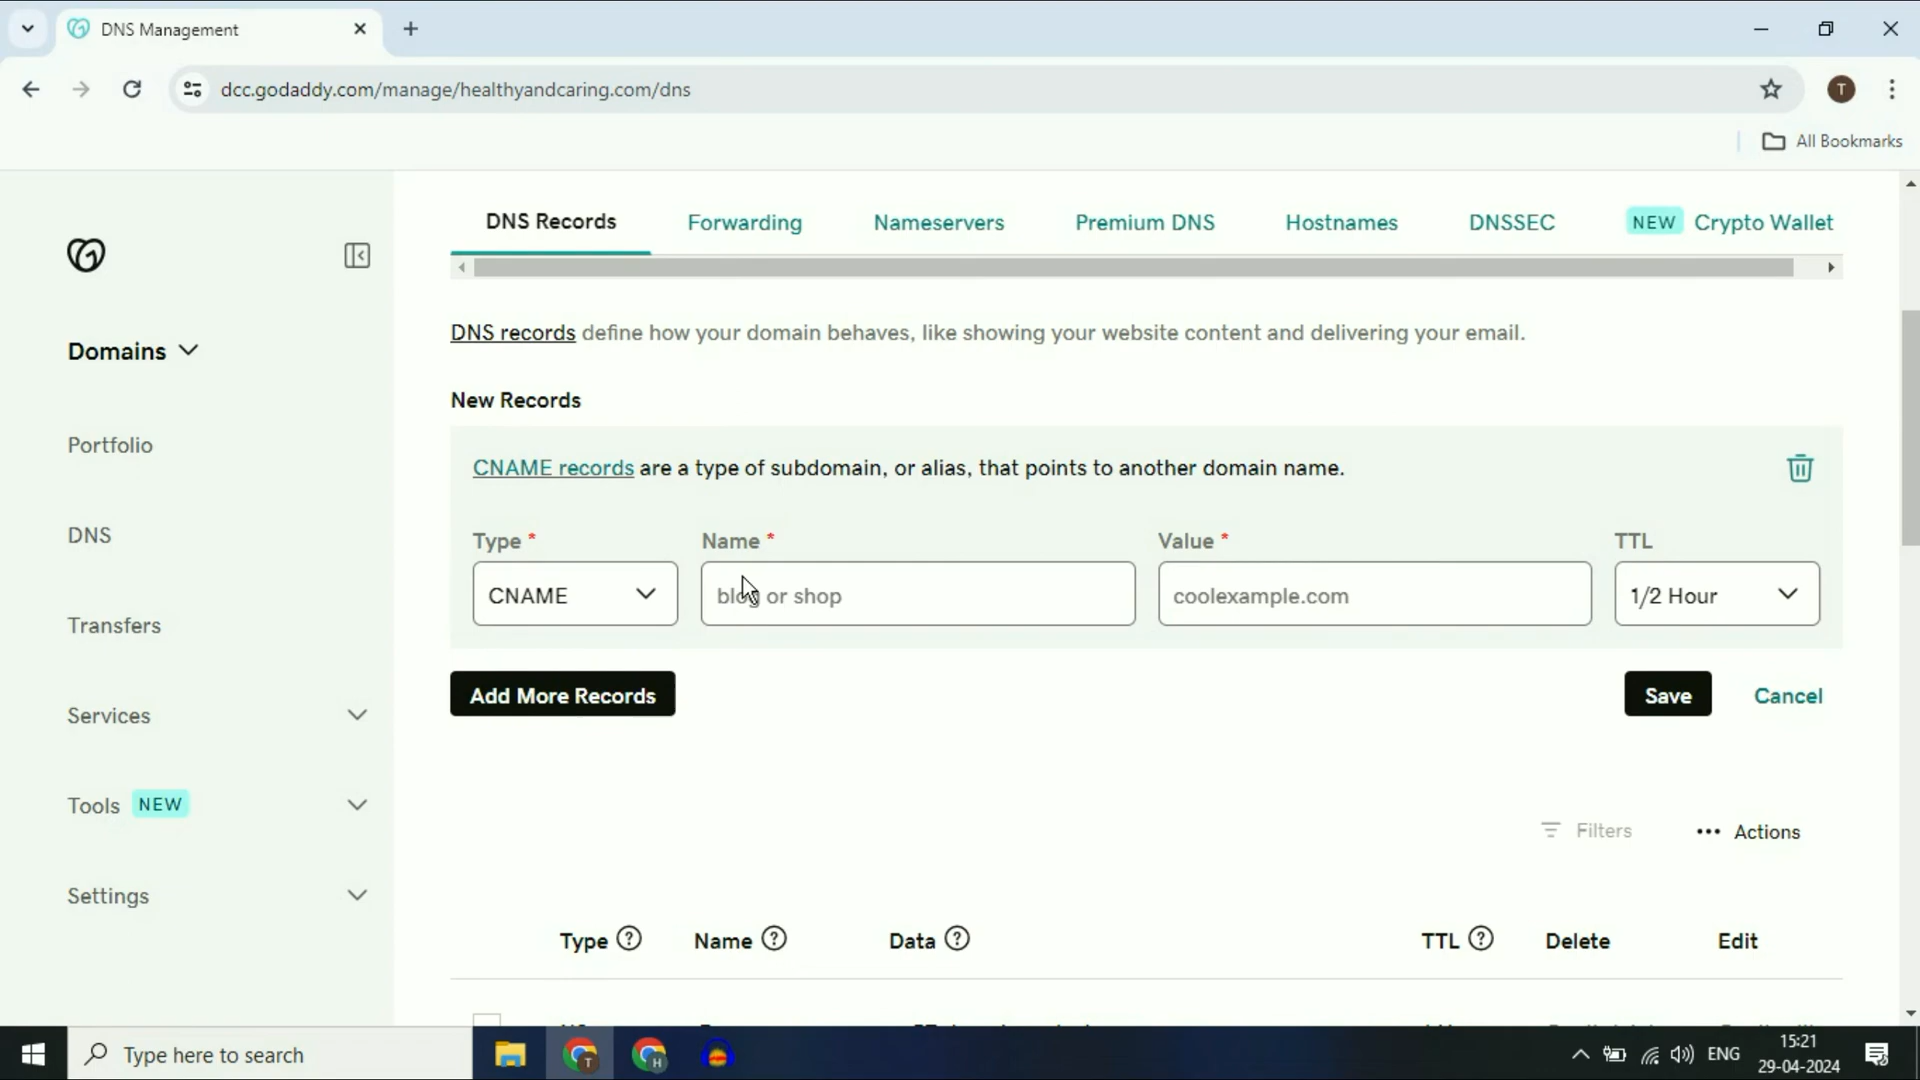 DNS Management
dcc.godaddy.com/manage/healthyandcaring.com/dns
T
All Bookmarks
DNS Records
Forwarding
Nameservers
Premium DNS
Hostnames
DNSSEC
NEW Crypto Wallet
Domains
Portfolio
DNS
Transfers
Services
Tools NEW
Settings
DNS records define how your domain behaves, like showing your website content and delivering your email.
New Records
CNAME records are a type of subdomain, or alias, that points to another domain name.
Type * Name * Value * TTL
CNAME blog or shop coolexample.com 1/2 Hour
Add More Records
Save Cancel
Filters ••• Actions
Type ? Name ? Data ? TTL ? Delete Edit
Type here to search
T
H
ENG
15:21
29-04-2024